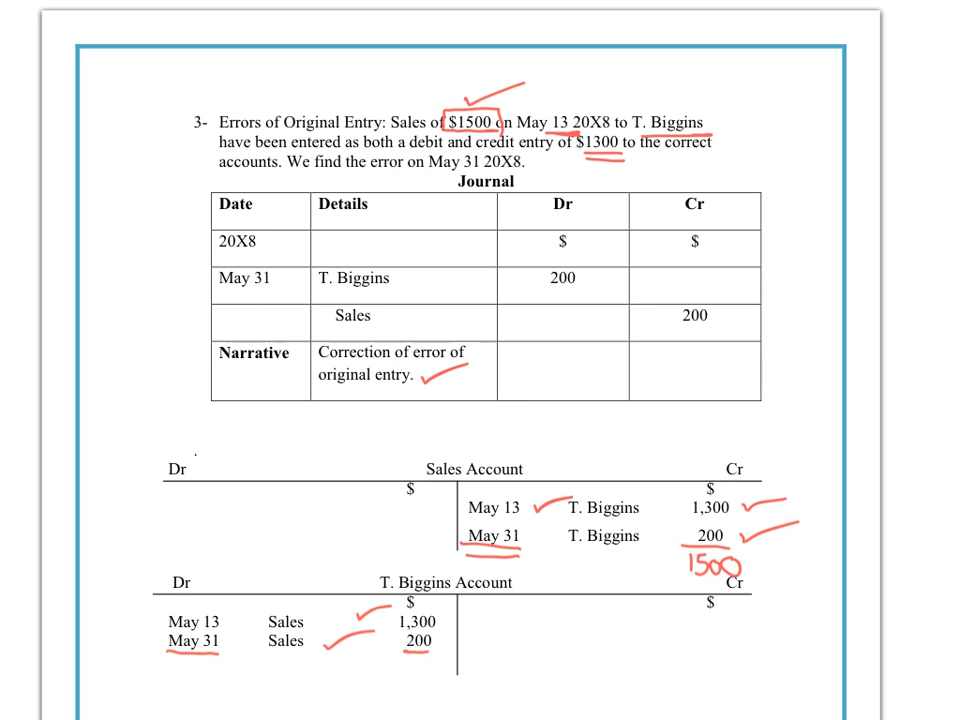 3- Errors of Original Entry: Sales of $1500 on May 13 20X8 to T. Biggins
have been entered as both a debit and credit entry of $1300 to the correct
accounts. We find the error on May 31 20X8.
Journal
Date Details Dr Cr
20X8 $ $
May 31 T. Biggins 200
Sales 200
Narrative Correction of error of
original entry.
Dr Sales Account Cr
$ $
May 13 T. Biggins 1,300
May 31 T. Biggins 200
1500
Dr T. Biggins Account Cr
$ $
May 13 Sales 1,300
May 31 Sales 200